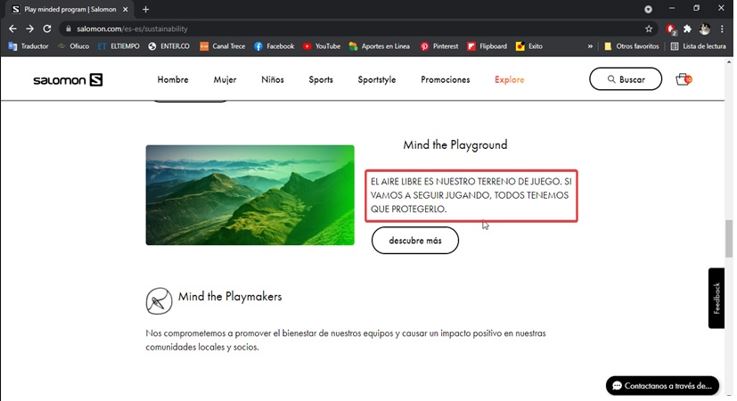 Play minded program | Salomon
salomon.com/es-es/sustainability
Traductor
Ofiuco
ELTIEMPO
ENTER.CO
Canal Trece
Facebook
YouTube
Aportes en Linea
Pinterest
Flipboard
Exito
»
Otros favoritos
Lista de lectura
salomon S
Hombre
Mujer
Niños
Sports
Sportstyle
Promociones
Explore
Buscar
Mind the Playground
EL AIRE LIBRE ES NUESTRO TERRENO DE JUEGO. SI
VAMOS A SEGUIR JUGANDO, TODOS TENEMOS
QUE PROTEGERLO.
descubre más
Feedback
Mind the Playmakers
Nos comprometemos a promover el bienestar de nuestros equipos y causar un impacto positivo en nuestras
comunidades locales y socios.
Contactanos a través de...